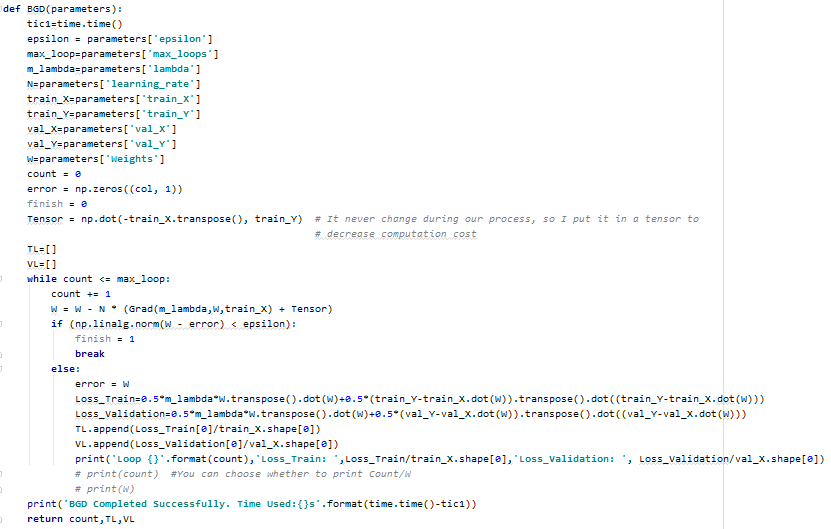 def BGD(parameters):
    tic1=time.time()
    epsilon = parameters['epsilon']
    max_loop=parameters['max_loops']
    m_lambda=parameters['lambda']
    N=parameters['learning_rate']
    train_X=parameters['train_X']
    train_Y=parameters['train_Y']
    val_X=parameters['val_X']
    val_Y=parameters['val_Y']
    W=parameters['Weights']
    count = 0
    error = np.zeros((col, 1))
    finish = 0
    Tensor = np.dot(-train_X.transpose(), train_Y)  # It never change during our process, so I put it in a tensor to
                                                    # decrease computation cost
    TL=[]
    VL=[]
    while count <= max_loop:
        count += 1
        W = W - N * (Grad(m_lambda,W,train_X) + Tensor)
        if (np.linalg.norm(W - error) < epsilon):
            finish = 1
            break
        else:
            error = W
            Loss_Train=0.5*m_lambda*W.transpose().dot(W)+0.5*(train_Y-train_X.dot(W)).transpose().dot((train_Y-train_X.dot(W)))
            Loss_Validation=0.5*m_lambda*W.transpose().dot(W)+0.5*(val_Y-val_X.dot(W)).transpose().dot((val_Y-val_X.dot(W)))
            TL.append(Loss_Train[0]/train_X.shape[0])
            VL.append(Loss_Validation[0]/val_X.shape[0])
            print('Loop {}'.format(count),'Loss_Train: ',Loss_Train/train_X.shape[0],'Loss_Validation: ', Loss_Validation/val_X.shape[0])
            # print(count)  #You can choose whether to print Count/W
            # print(W)
    print('BGD Completed Successfully. Time Used:{}s'.format(time.time()-tic1))
    return count,TL,VL